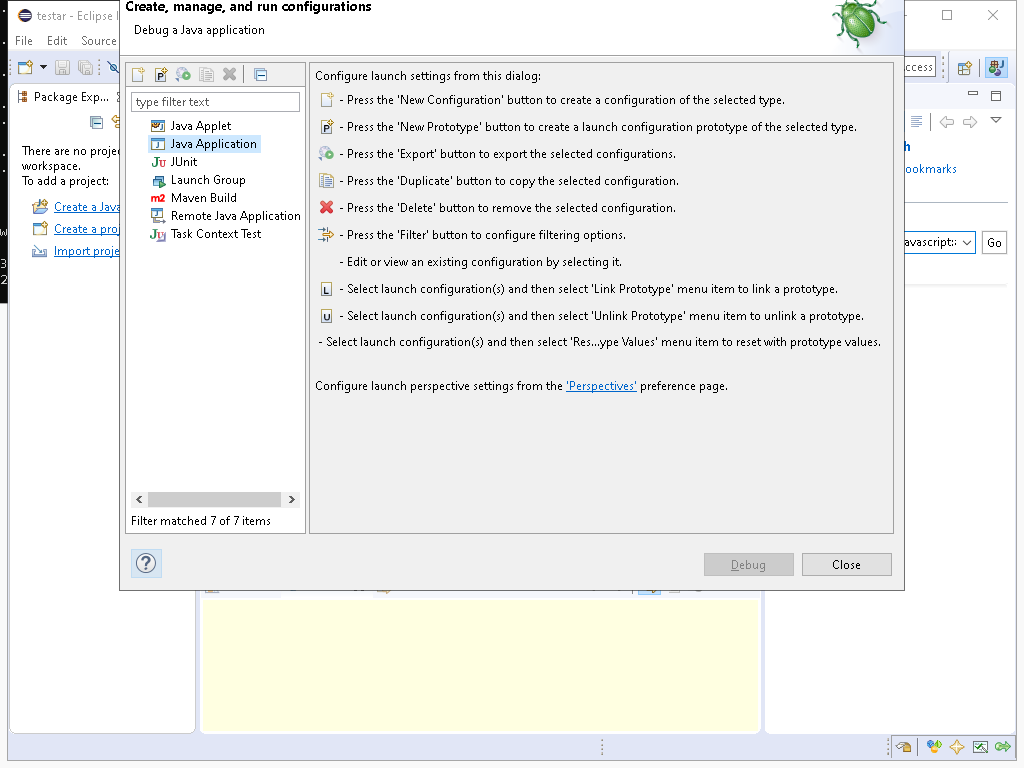 Create, manage, and run configurations
Debug a Java application
testar - Eclipse I
File Edit Source
Package Exp...
There are no proje
workspace.
To add a project:
Create a Java
Create a proj
Import proje
type filter text
Java Applet
Java Application
JUnit
Launch Group
Maven Build
Remote Java Application
Task Context Test
Filter matched 7 of 7 items
Configure launch settings from this dialog:
- Press the 'New Configuration' button to create a configuration of the selected type.
- Press the 'New Prototype' button to create a launch configuration prototype of the selected type.
- Press the 'Export' button to export the selected configurations.
- Press the 'Duplicate' button to copy the selected configuration.
- Press the 'Delete' button to remove the selected configuration.
- Press the 'Filter' button to configure filtering options.
- Edit or view an existing configuration by selecting it.
- Select launch configuration(s) and then select 'Link Prototype' menu item to link a prototype.
- Select launch configuration(s) and then select 'Unlink Prototype' menu item to unlink a prototype.
- Select launch configuration(s) and then select 'Res...ype Values' menu item to reset with prototype values.
Configure launch perspective settings from the 'Perspectives' preference page.
Debug Close
ccess
h
ookmarks
avascript: Go